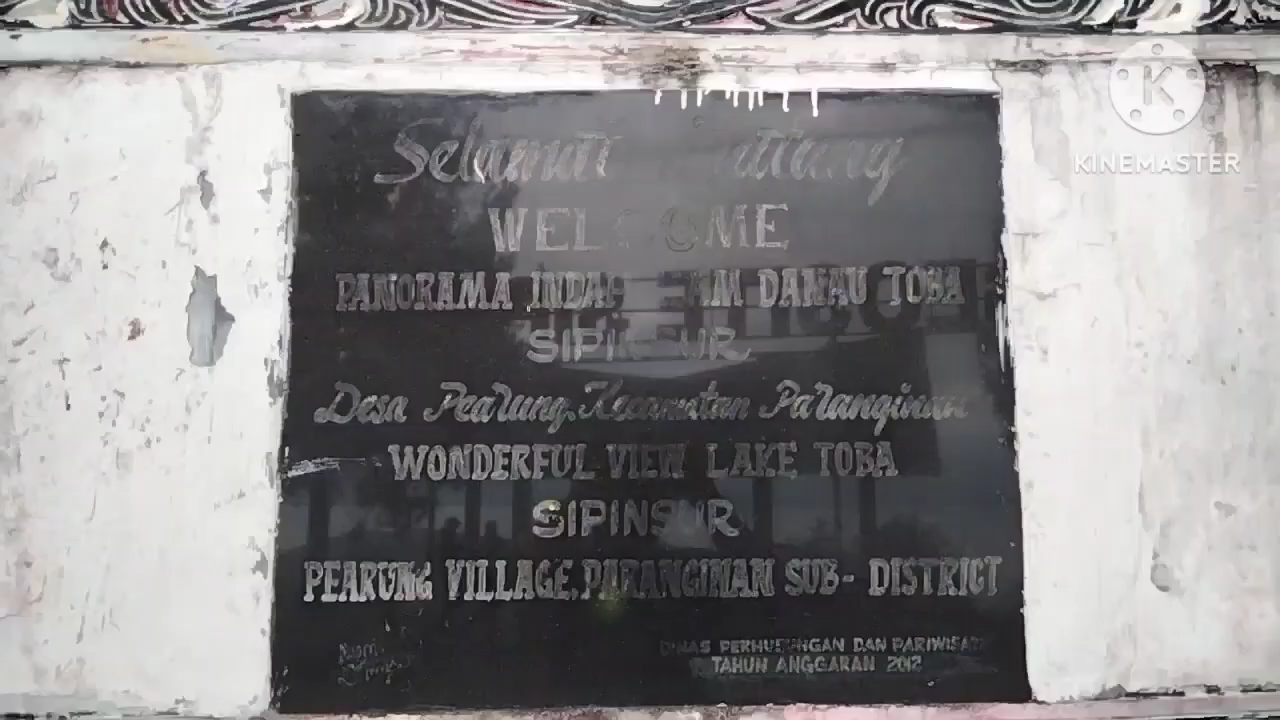 Selamat Datang
WELCOME
PANORAMA INDAH ALAM DANAU TOBA
SIPINSUR
Desa Pearung, Kecamatan Paranginan
WONDERFUL VIEW LAKE TOBA
SIPINSUR
PEARUNG VILLAGE, PARANGINAN SUB- DISTRICT
DINAS PERHUBUNGAN DAN PARIWISATA
TAHUN ANGGARAN 2012
KINEMASTER